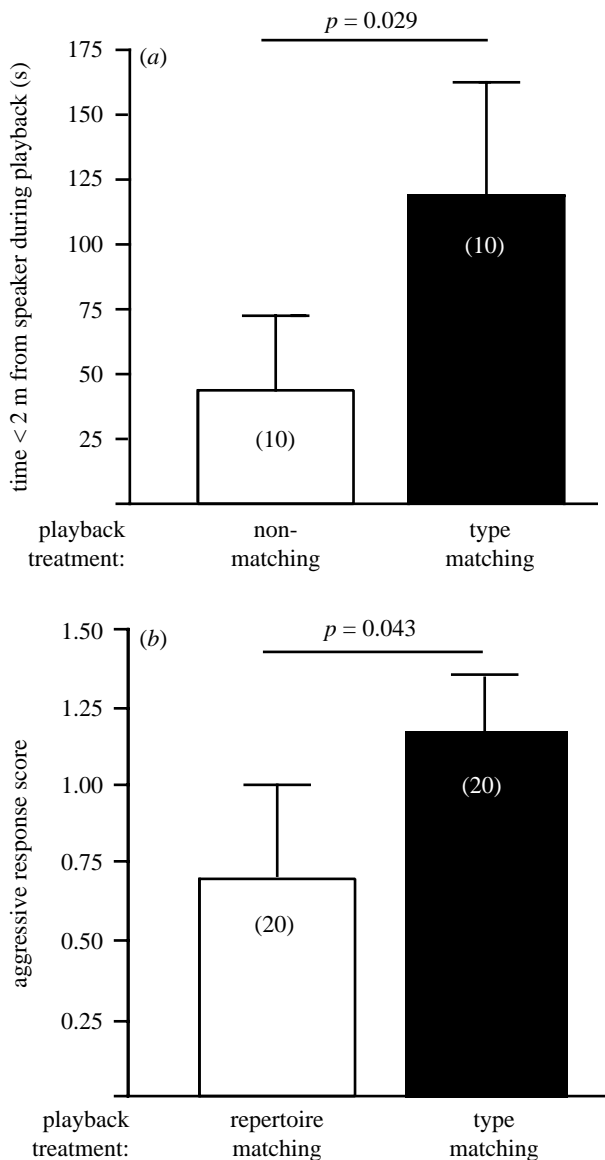 p = 0.029
(a)
time < 2 m from speaker during playback (s)
175
150
125
100
75
50
25
(10)
(10)
playback treatment:
non-matching
type matching
p = 0.043
(b)
aggressive response score
1.50
1.25
1.00
0.75
0.50
0.25
(20)
(20)
playback
repertoire
type
treatment:
matching
matching